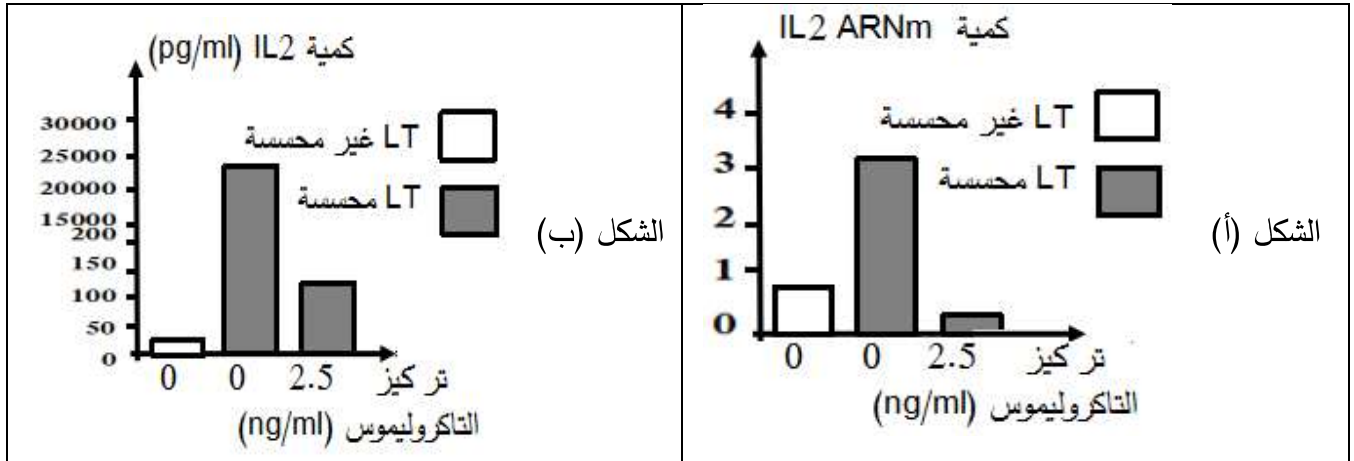 كمية IL2 ARNm
4
3
2
1
0
LT غير محسسة
LT محسسة
الشكل (أ)
0 0 2.5 تركيز
التاكروليموس (ng/ml)
كمية IL2 (pg/ml)
30000
25000
20000
15000
200
150
100
50
0
LT غير محسسة
LT محسسة
الشكل (ب)
0 0 2.5 تركيز
التاكروليموس (ng/ml)